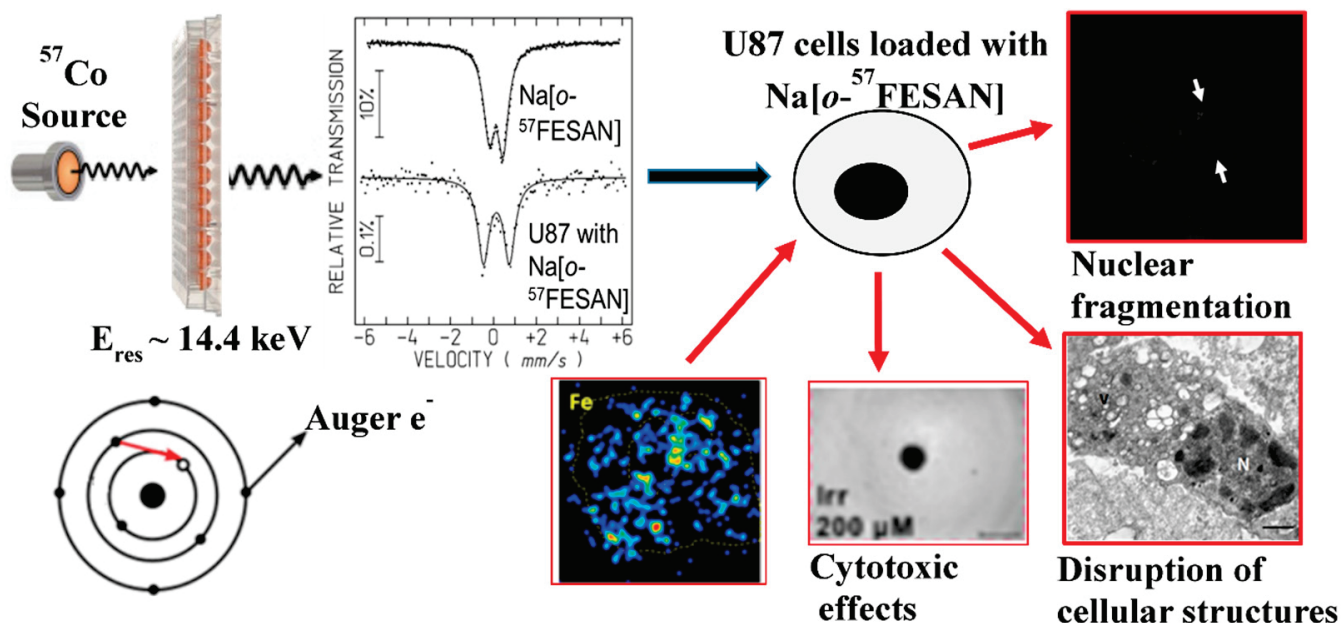 ⁵⁷Co
Source
E_res ~ 14.4 keV
Auger e⁻
RELATIVE TRANSMISSION
10%
0.1%
Na[o-
⁵⁷FESAN]
U87 with
Na[o-
⁵⁷FESAN]
−6 −4 −2 0 +2 +4 +6
VELOCITY ( mm/s )
U87 cells loaded with
Na[o-⁵⁷FESAN]
Nuclear
fragmentation
Fe
Irr
200 µM
Cytotoxic
effects
V
N
Disruption of
cellular structures